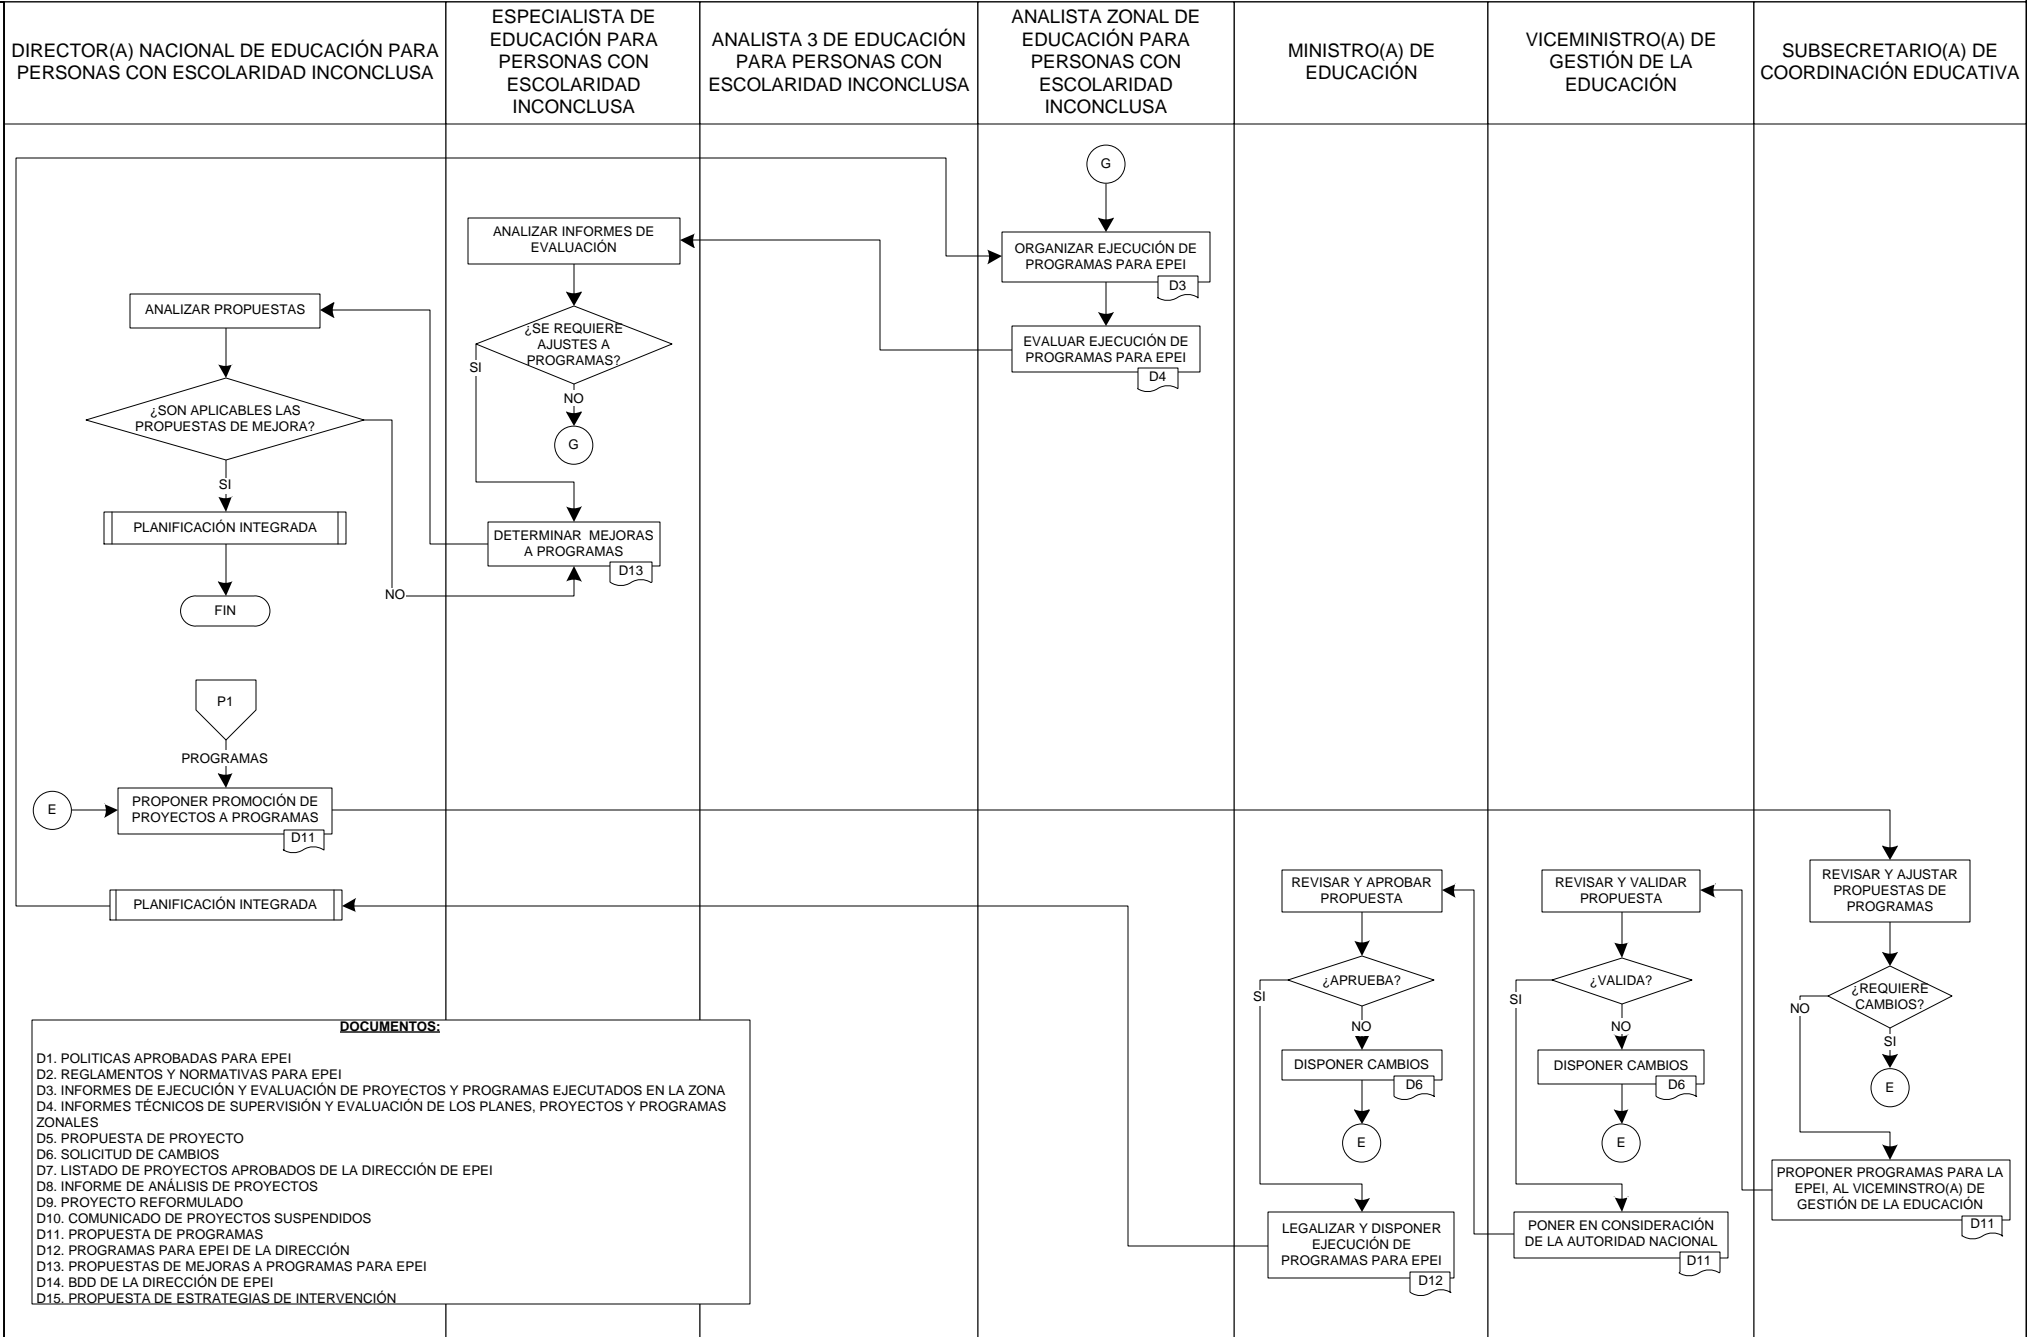 DIRECTOR(A) NACIONAL DE EDUCACIÓN PARA
PERSONAS CON ESCOLARIDAD INCONCLUSA
ESPECIALISTA DE
EDUCACIÓN PARA
PERSONAS CON
ESCOLARIDAD
INCONCLUSA
ANALISTA 3 DE EDUCACIÓN
PARA PERSONAS CON
ESCOLARIDAD INCONCLUSA
ANALISTA ZONAL DE
EDUCACIÓN PARA
PERSONAS CON
ESCOLARIDAD
INCONCLUSA
MINISTRO(A) DE
EDUCACIÓN
VICEMINISTRO(A) DE
GESTIÓN DE LA
EDUCACIÓN
SUBSECRETARIO(A) DE
COORDINACIÓN EDUCATIVA
G
ORGANIZAR EJECUCIÓN DE
PROGRAMAS PARA EPEI
D3
EVALUAR EJECUCIÓN DE
PROGRAMAS PARA EPEI
D4
ANALIZAR INFORMES DE
EVALUACIÓN
¿SE REQUIERE
AJUSTES A
PROGRAMAS?
SI
NO
G
DETERMINAR MEJORAS
A PROGRAMAS
D13
ANALIZAR PROPUESTAS
¿SON APLICABLES LAS
PROPUESTAS DE MEJORA?
SI
NO
PLANIFICACIÓN INTEGRADA
FIN
P1
PROGRAMAS
E
PROPONER PROMOCIÓN DE
PROYECTOS A PROGRAMAS
D11
PLANIFICACIÓN INTEGRADA
REVISAR Y APROBAR
PROPUESTA
¿APRUEBA?
SI
NO
DISPONER CAMBIOS
D6
E
LEGALIZAR Y DISPONER
EJECUCIÓN DE
PROGRAMAS PARA EPEI
D12
REVISAR Y VALIDAR
PROPUESTA
¿VALIDA?
SI
NO
DISPONER CAMBIOS
D6
E
PONER EN CONSIDERACIÓN
DE LA AUTORIDAD NACIONAL
D11
REVISAR Y AJUSTAR
PROPUESTAS DE
PROGRAMAS
¿REQUIERE
CAMBIOS?
NO
SI
E
PROPONER PROGRAMAS PARA LA
EPEI, AL VICEMINSTRO(A) DE
GESTIÓN DE LA EDUCACIÓN
D11
DOCUMENTOS:
D1. POLITICAS APROBADAS PARA EPEI
D2. REGLAMENTOS Y NORMATIVAS PARA EPEI
D3. INFORMES DE EJECUCIÓN Y EVALUACIÓN DE PROYECTOS Y PROGRAMAS EJECUTADOS EN LA ZONA
D4. INFORMES TÉCNICOS DE SUPERVISIÓN Y EVALUACIÓN DE LOS PLANES, PROYECTOS Y PROGRAMAS
ZONALES
D5. PROPUESTA DE PROYECTO
D6. SOLICITUD DE CAMBIOS
D7. LISTADO DE PROYECTOS APROBADOS DE LA DIRECCIÓN DE EPEI
D8. INFORME DE ANÁLISIS DE PROYECTOS
D9. PROYECTO REFORMULADO
D10. COMUNICADO DE PROYECTOS SUSPENDIDOS
D11. PROPUESTA DE PROGRAMAS
D12. PROGRAMAS PARA EPEI DE LA DIRECCIÓN
D13. PROPUESTAS DE MEJORAS A PROGRAMAS PARA EPEI
D14. BDD DE LA DIRECCIÓN DE EPEI
D15. PROPUESTA DE ESTRATEGIAS DE INTERVENCIÓN